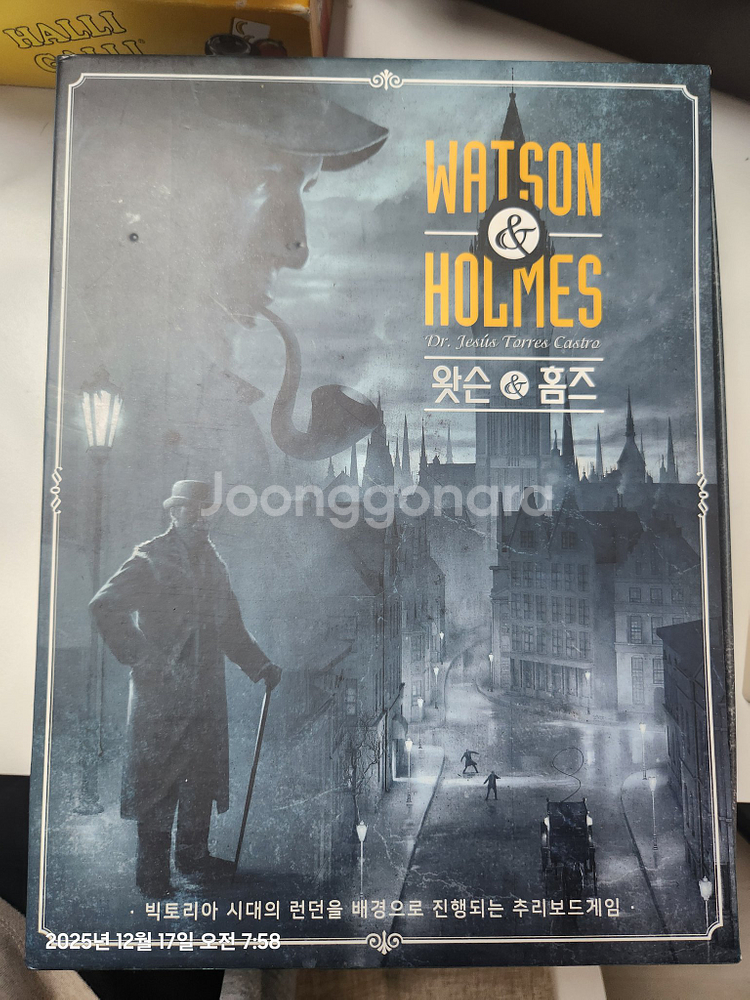 HALLI
GALLI
WATSON
&
HOLMES
Dr. Jesús Torres Castro
왓슨 & 홈즈
Joonggonara
· 빅토리아 시대의 런던을 배경으로 진행되는 추리보드게임 ·
2025년 12월 17일 오전 7:58